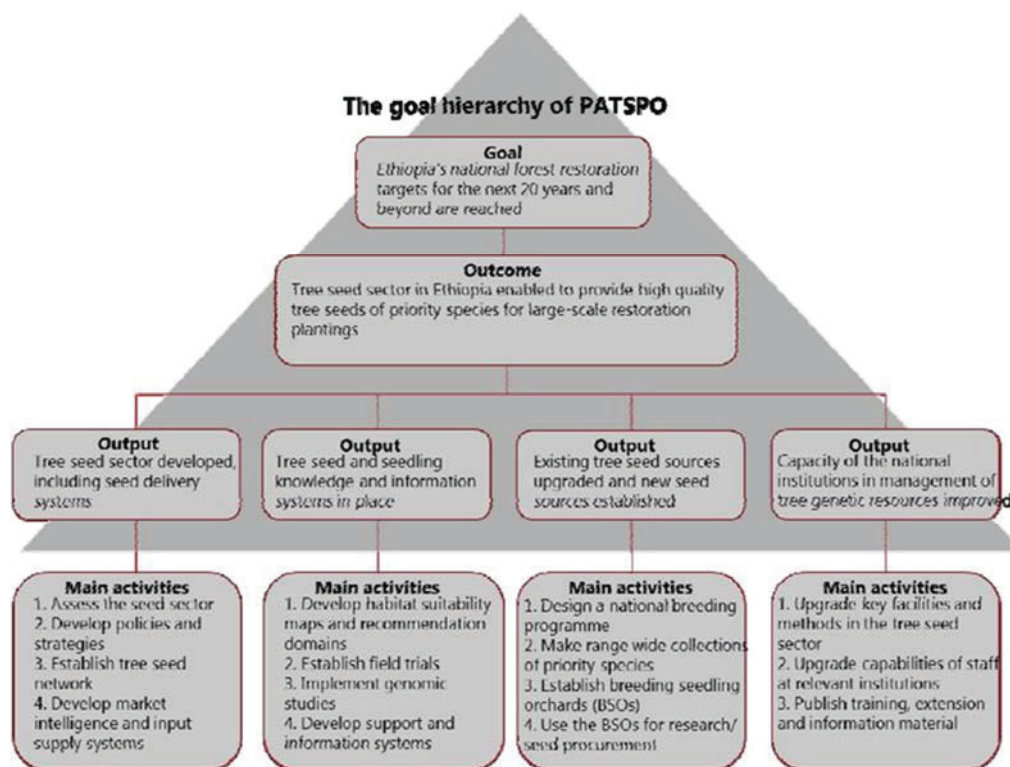 The goal hierarchy of PATSPO
Goal
Ethiopia's national forest restoration
targets for the next 20 years and
beyond are reached
Outcome
Tree seed sector in Ethiopia enabled to provide high quality
tree seeds of priority species for large-scale restoration
plantings
Output
Tree seed sector developed,
including seed delivery
systems
Output
Tree seed and seedling
knowledge and information
systems in place
Output
Existing tree seed sources
upgraded and new seed
sources established
Output
Capacity of the national
institutions in management of
tree genetic resources improved
Main activities
1. Assess the seed sector
2. Develop policies and
strategies
3. Establish tree seed
network
4. Develop market
intelligence and input
supply systems
Main activities
1. Develop habitat suitability
maps and recommendation
domains
2. Establish field trials
3. Implement genomic
studies
4. Develop support and
information systems
Main activities
1. Design a national breeding
programme
2. Make range wide collections
of priority species
3. Establish breeding seedling
orchards (BSOs)
4. Use the BSOs for research/
seed procurement
Main activities
1. Upgrade key facilities and
methods in the tree seed
sector
2. Upgrade capabilities of staff
at relevant institutions
3. Publish training, extension
and information material